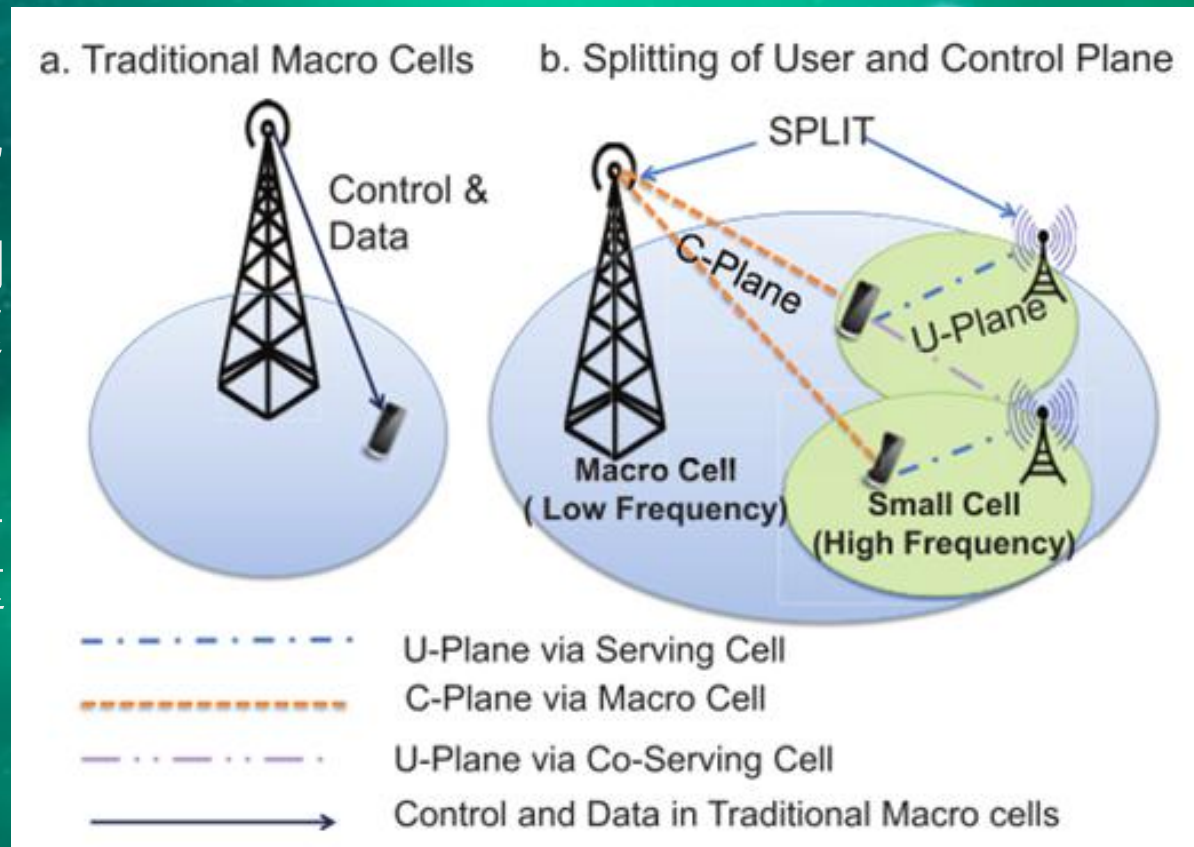 a. Traditional Macro Cells
b. Splitting of User and Control Plane
SPLIT
Control &
Data
C-Plane
U-Plane
Macro Cell
( Low Frequency)
Small Cell
(High Frequency)
U-Plane via Serving Cell
C-Plane via Macro Cell
U-Plane via Co-Serving Cell
Control and Data in Traditional Macro cells